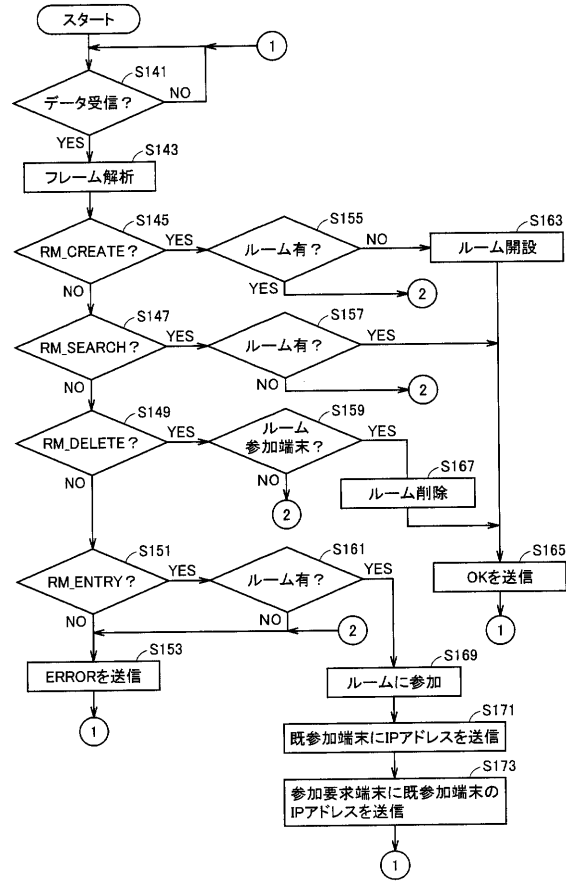 スタート
1
S141
データ受信？
NO
YES
S143
フレーム解析
S145
RM_CREATE？
YES
NO
S155
ルーム有？
NO
YES
2
S163
ルーム開設
S147
RM_SEARCH？
YES
NO
S157
ルーム有？
YES
NO
2
S149
RM_DELETE？
YES
NO
S159
ルーム
参加端末？
YES
NO
2
S167
ルーム削除
S151
RM_ENTRY？
YES
NO
S161
ルーム有？
YES
NO
2
S165
OKを送信
1
S153
ERRORを送信
1
S169
ルームに参加
S171
既参加端末にIPアドレスを送信
S173
参加要求端末に既参加端末の
IPアドレスを送信
1